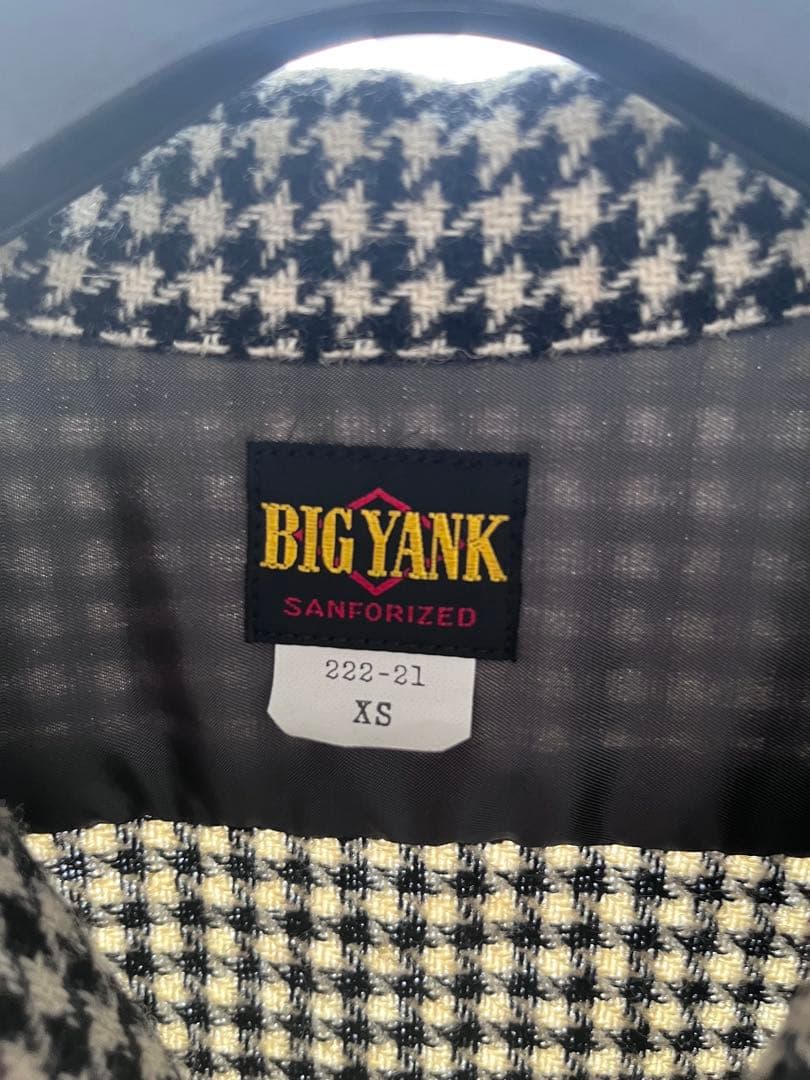 BIG YANK
SANFORIZED
222-21
XS